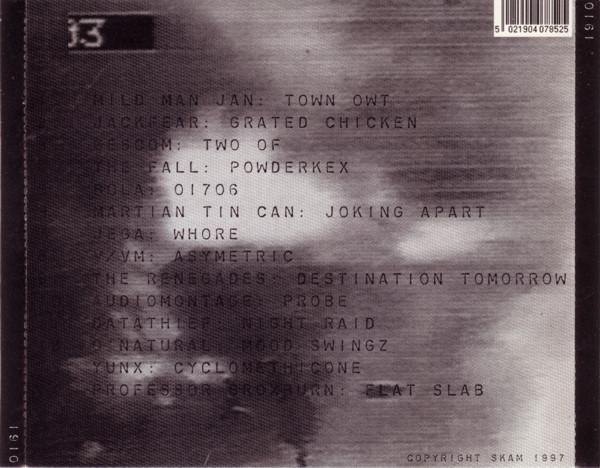 :3
5 021904 078525
0161
MILD MAN JAN: TOWN OWT
JACKFEAR: GRATED CHICKEN
GESCOM: TWO OF
THE FALL: POWDERKEX
BOLA: 01706
MARTIAN TIN CAN: JOKING APART
JEGA: WHORE
V/VM: ASYMETRIC
THE RENEGADES: DESTINATION TOMORROW
AUDIOMONTAGE: PROBE
DATATHIEF: NIGHT RAID
O'NATURAL: MOOD SWINGZ
YUNX: CYCLOMETHICONE
PROFESSOR BROXBURN: FLAT SLAB
0161
COPYRIGHT SKAM 1997